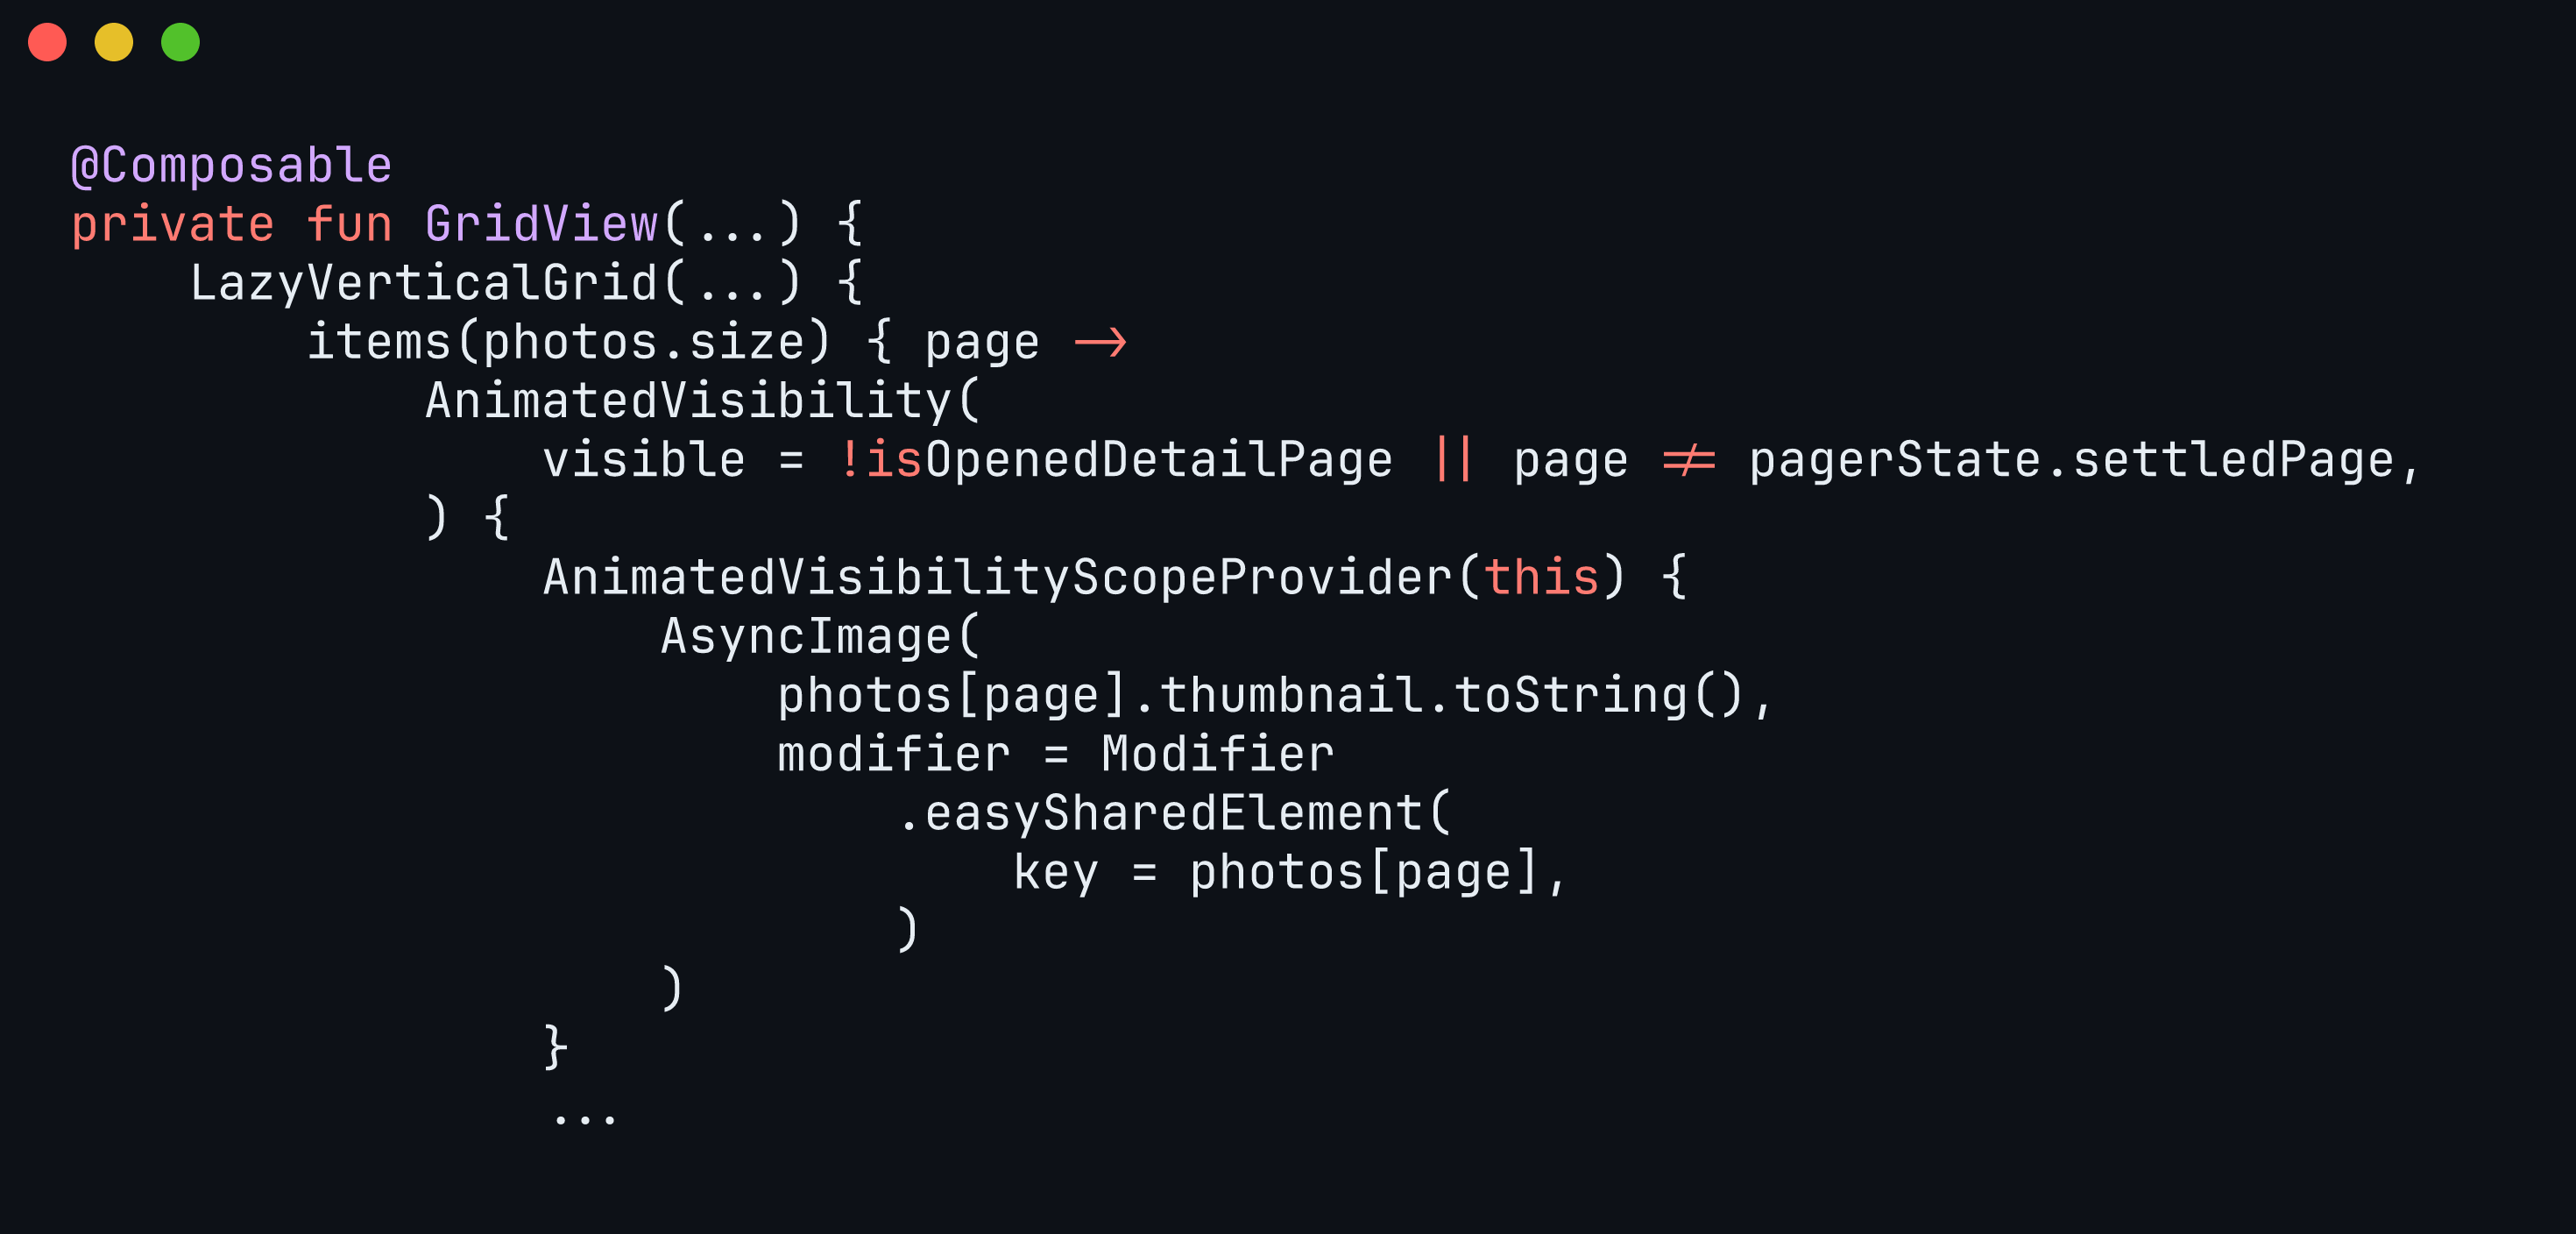 @Composable
private fun GridView(...) {
    LazyVerticalGrid(...) {
        items(photos.size) { page ->
            AnimatedVisibility(
                visible = !isOpenedDetailPage || page != pagerState.settledPage,
            ) {
                AnimatedVisibilityScopeProvider(this) {
                    AsyncImage(
                        photos[page].thumbnail.toString(),
                        modifier = Modifier
                            .easySharedElement(
                                key = photos[page],
                            )
                    )
                }
                ...